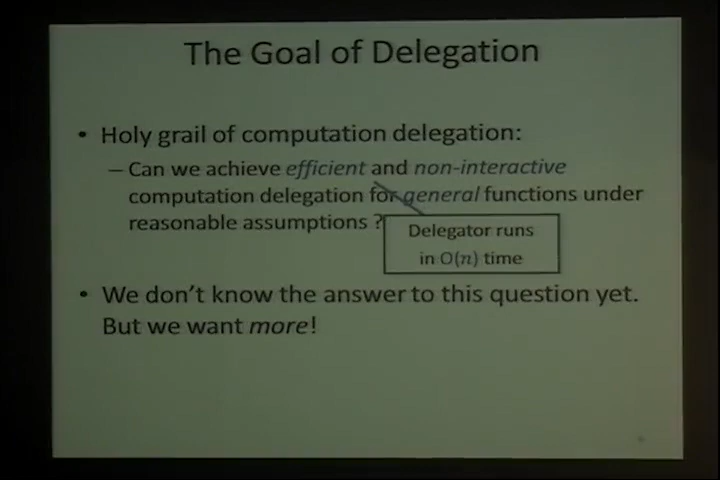 The Goal of Delegation
• Holy grail of computation delegation:
– Can we achieve efficient and non-interactive
computation delegation for general functions under
reasonable assumptions ?
Delegator runs
in O(n) time
• We don't know the answer to this question yet.
But we want more!